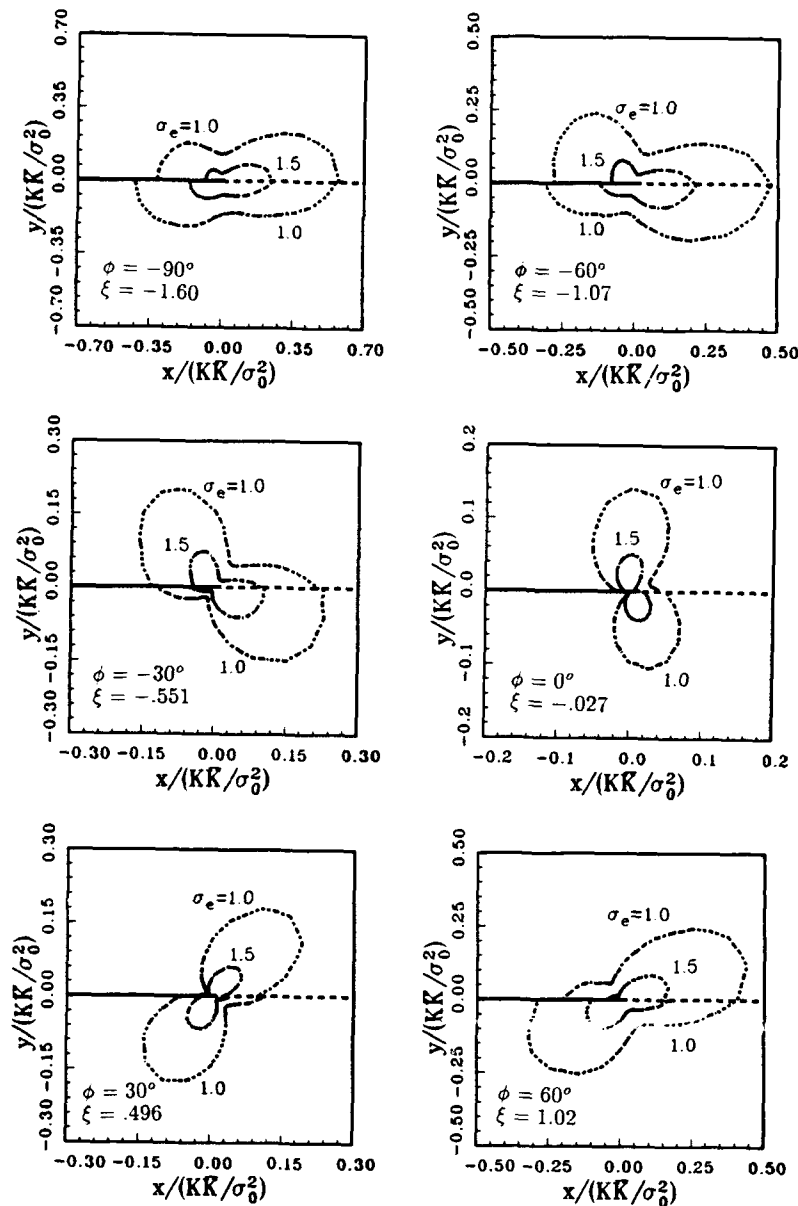 0.70
0.35
0.00
-0.35
-0.70
y/(KK̅/σ₀²)
σₑ=1.0
1.5
1.0
ϕ = −90°
ξ = −1.60
-0.70 -0.35 0.00 0.35 0.70
x/(KK̅/σ₀²)
0.50
0.25
0.00
-0.25
-0.50
y/(KK̅/σ₀²)
σₑ=1.0
1.5
1.0
ϕ = −60°
ξ = −1.07
-0.50 -0.25 0.00 0.25 0.50
x/(KK̅/σ₀²)
0.30
0.15
0.00
-0.15
-0.30
y/(KK̅/σ₀²)
σₑ=1.0
1.5
1.0
ϕ = −30°
ξ = −.551
-0.30 -0.15 0.00 0.15 0.30
x/(KK̅/σ₀²)
0.2
0.1
0.0
-0.1
-0.2
y/(KK̅/σ₀²)
σₑ=1.0
1.5
1.0
ϕ = 0°
ξ = −.027
-0.2 -0.1 0.0 0.1 0.2
x/(KK̅/σ₀²)
0.30
0.15
0.00
-0.15
-0.30
y/(KK̅/σ₀²)
σₑ=1.0
1.5
1.0
ϕ = 30°
ξ = .496
-0.30 -0.15 0.00 0.15 0.30
x/(KK̅/σ₀²)
0.50
0.25
0.00
-0.25
-0.50
y/(KK̅/σ₀²)
σₑ=1.0
1.5
1.0
ϕ = 60°
ξ = 1.02
-0.50 -0.25 0.00 0.25 0.50
x/(KK̅/σ₀²)